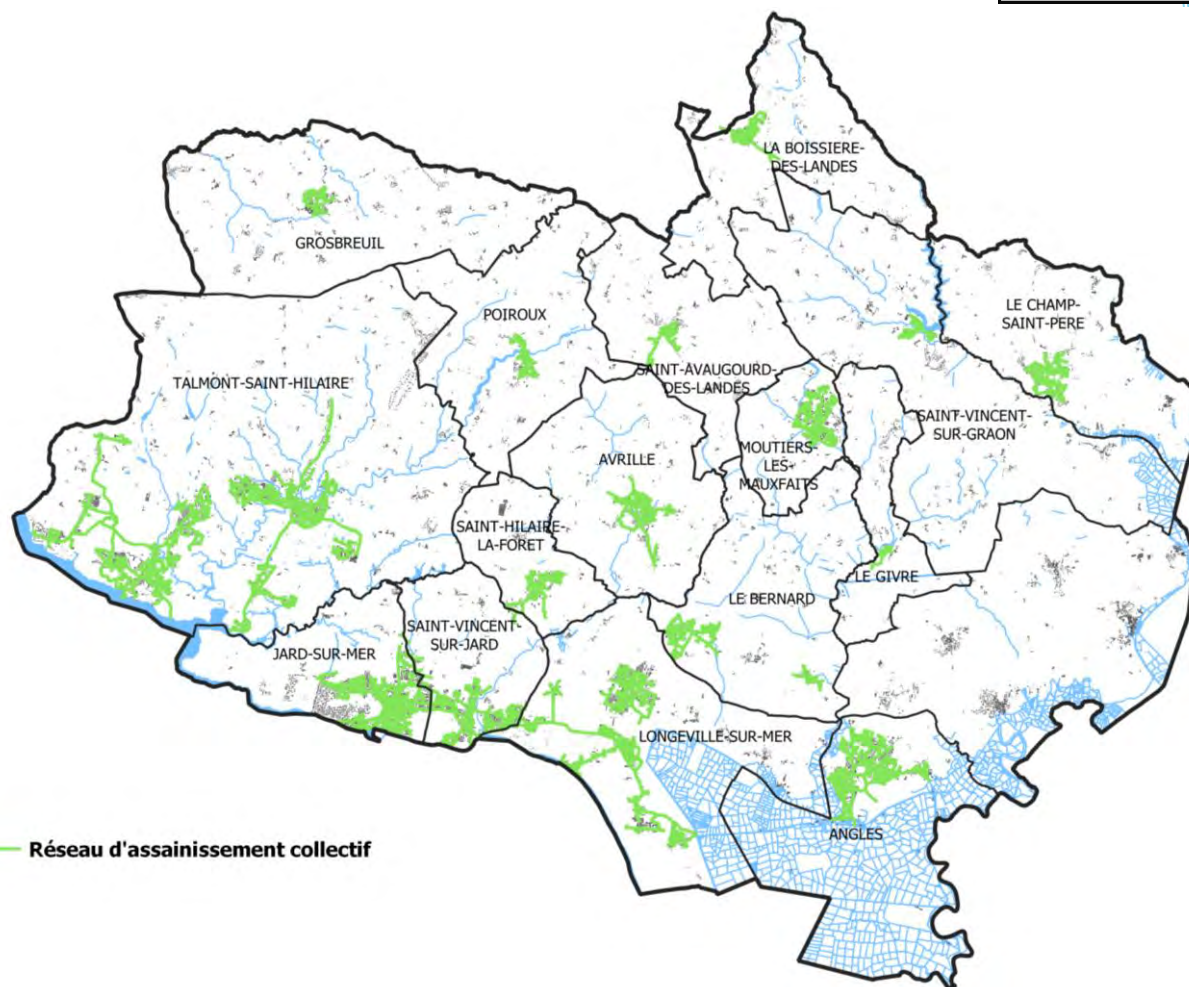 LA BOISSIERE-
DES-LANDES
GROSBREUIL
LE CHAMP-
SAINT-PERE
POIROUX
SAINT-AVAUGOURD-
DES-LANDES
TALMONT-SAINT-HILAIRE
SAINT-VINCENT-
SUR-GRAON
MOUTIERS-
LES-
MAUXFAITS
AVRILLE
SAINT-HILAIRE-
LA-FORET
LE GIVRE
LE BERNARD
SAINT-VINCENT-
SUR-JARD
JARD-SUR-MER
LONGEVILLE-SUR-MER
ANGLES
Réseau d'assainissement collectif